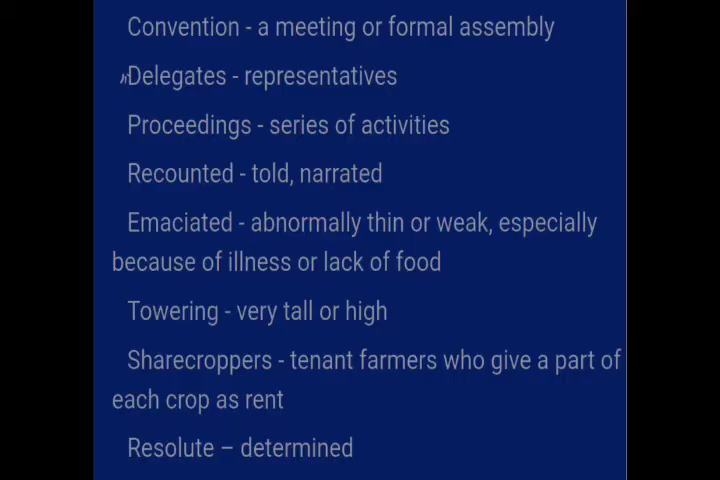 Convention - a meeting or formal assembly
Delegates - representatives
Proceedings - series of activities
Recounted - told, narrated
Emaciated - abnormally thin or weak, especially
because of illness or lack of food
Towering - very tall or high
Sharecroppers - tenant farmers who give a part of
each crop as rent
Resolute – determined